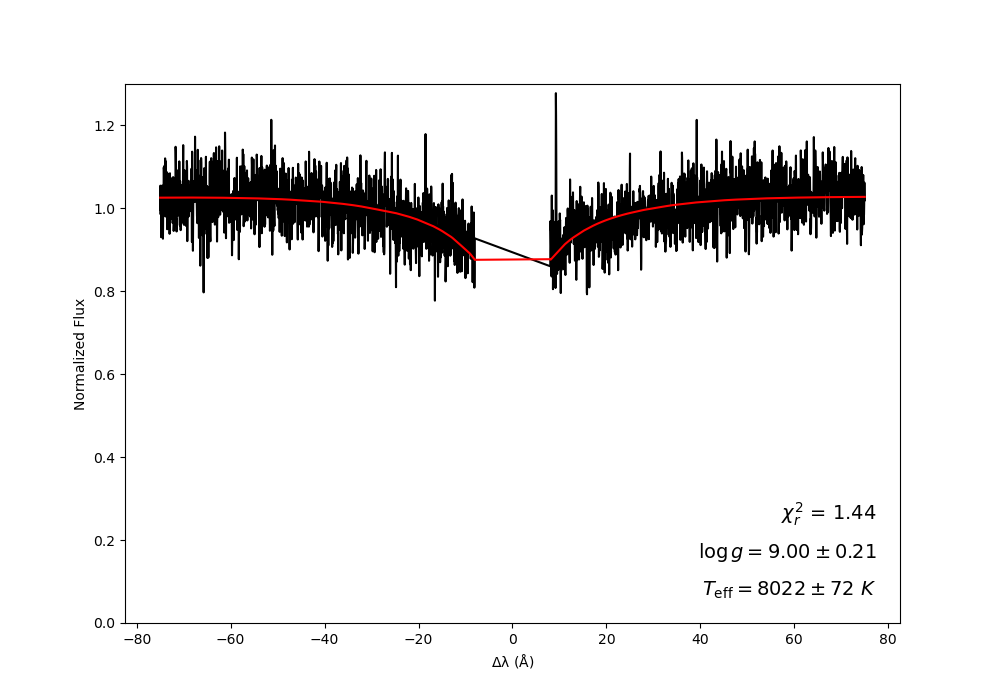 1.2
1.0
0.8
0.6
0.4
0.2
0.0
Normalized Flux
χ²ᵣ = 1.44
log g = 9.00 ± 0.21
T_eff = 8022 ± 72 K
−80 −60 −40 −20 0 20 40 60 80
Δλ (Å)